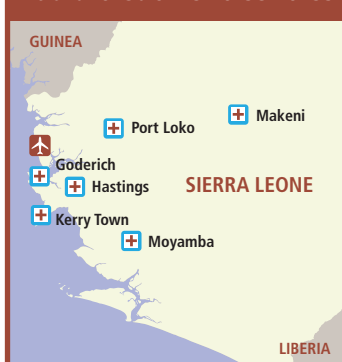 GUINEA
Makeni
Port Loko
Goderich
Hastings
SIERRA LEONE
Kerry Town
Moyamba
LIBERIA